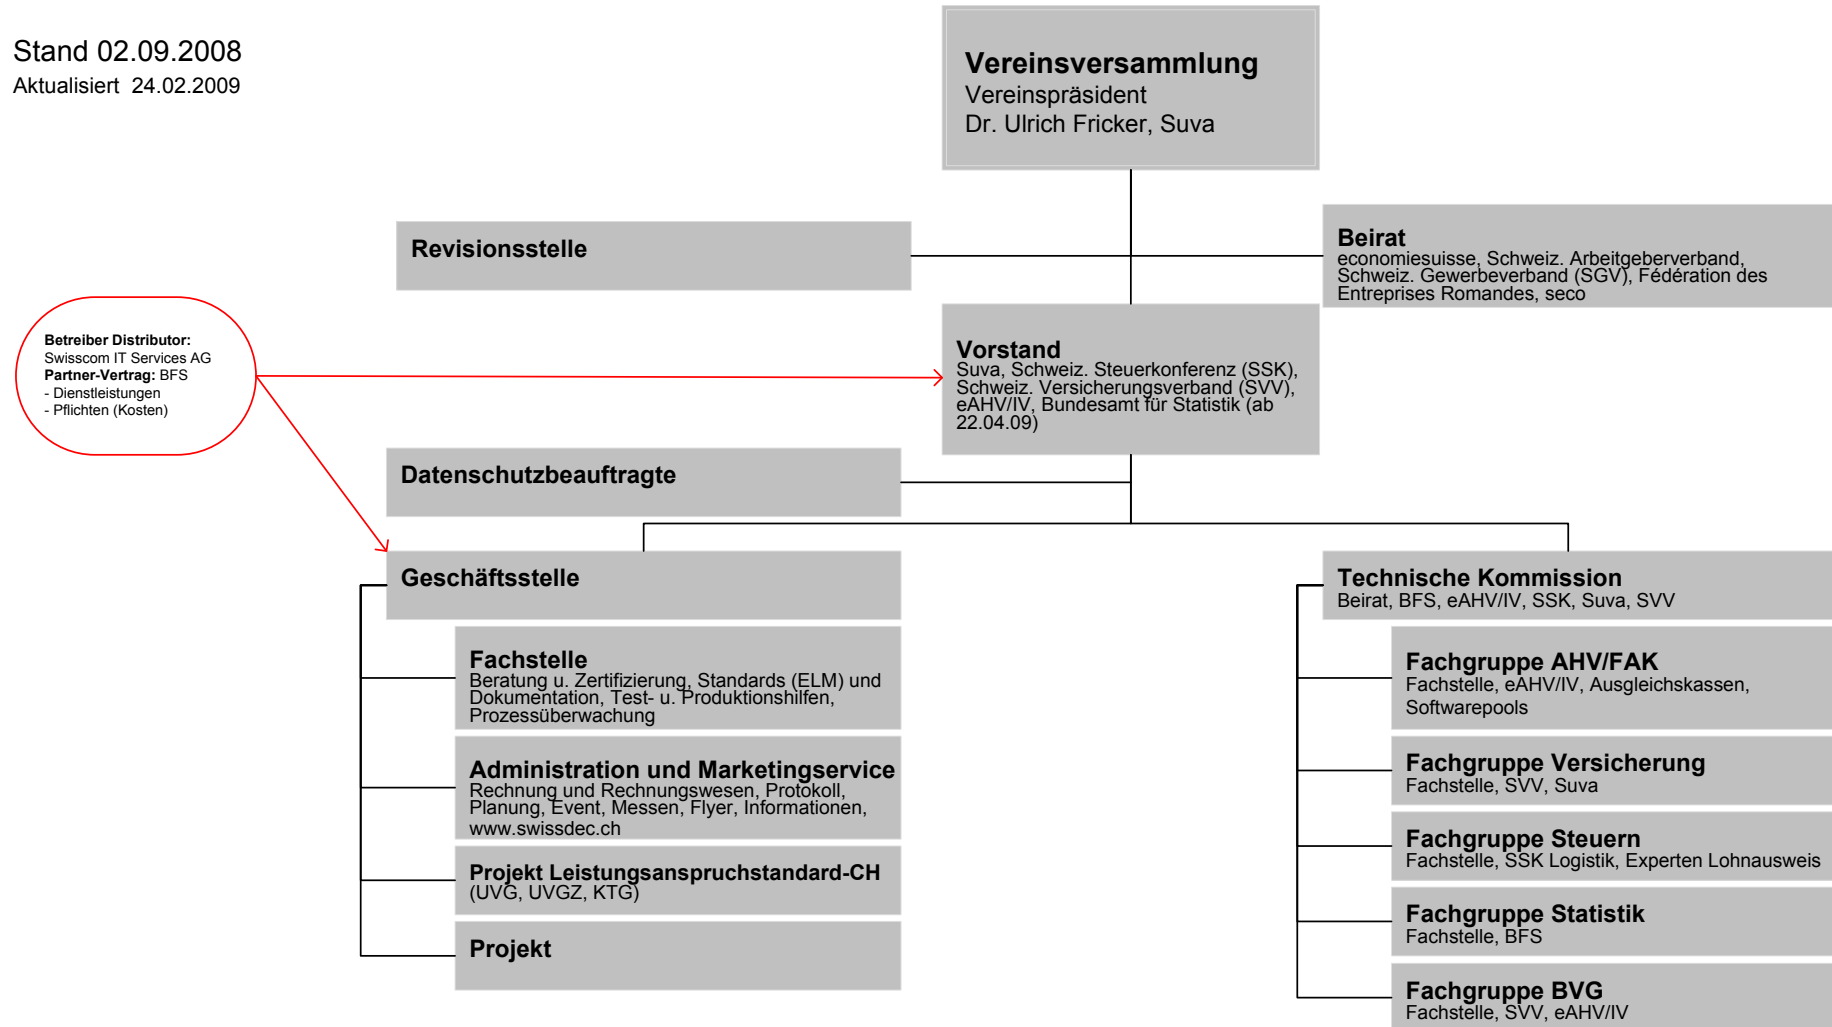 Stand 02.09.2008
Aktualisiert  24.02.2009
Vereinsversammlung
Vereinspräsident
Dr. Ulrich Fricker, Suva
Revisionsstelle
Beirat
economiesuisse, Schweiz. Arbeitgeberverband,
Schweiz. Gewerbeverband (SGV), Fédération des
Entreprises Romandes, seco
Betreiber Distributor:
Swisscom IT Services AG
Partner-Vertrag: BFS
- Dienstleistungen
- Pflichten (Kosten)
Vorstand
Suva, Schweiz. Steuerkonferenz (SSK),
Schweiz. Versicherungsverband (SVV),
eAHV/IV, Bundesamt für Statistik (ab
22.04.09)
Datenschutzbeauftragte
Geschäftsstelle
Fachstelle
Beratung u. Zertifizierung, Standards (ELM) und
Dokumentation, Test- u. Produktionshilfen,
Prozessüberwachung
Administration und Marketingservice
Rechnung und Rechnungswesen, Protokoll,
Planung, Event, Messen, Flyer, Informationen,
www.swissdec.ch
Projekt Leistungsanspruchstandard-CH
(UVG, UVGZ, KTG)
Projekt
Technische Kommission
Beirat, BFS, eAHV/IV, SSK, Suva, SVV
Fachgruppe AHV/FAK
Fachstelle, eAHV/IV, Ausgleichskassen,
Softwarepools
Fachgruppe Versicherung
Fachstelle, SVV, Suva
Fachgruppe Steuern
Fachstelle, SSK Logistik, Experten Lohnausweis
Fachgruppe Statistik
Fachstelle, BFS
Fachgruppe BVG
Fachstelle, SVV, eAHV/IV